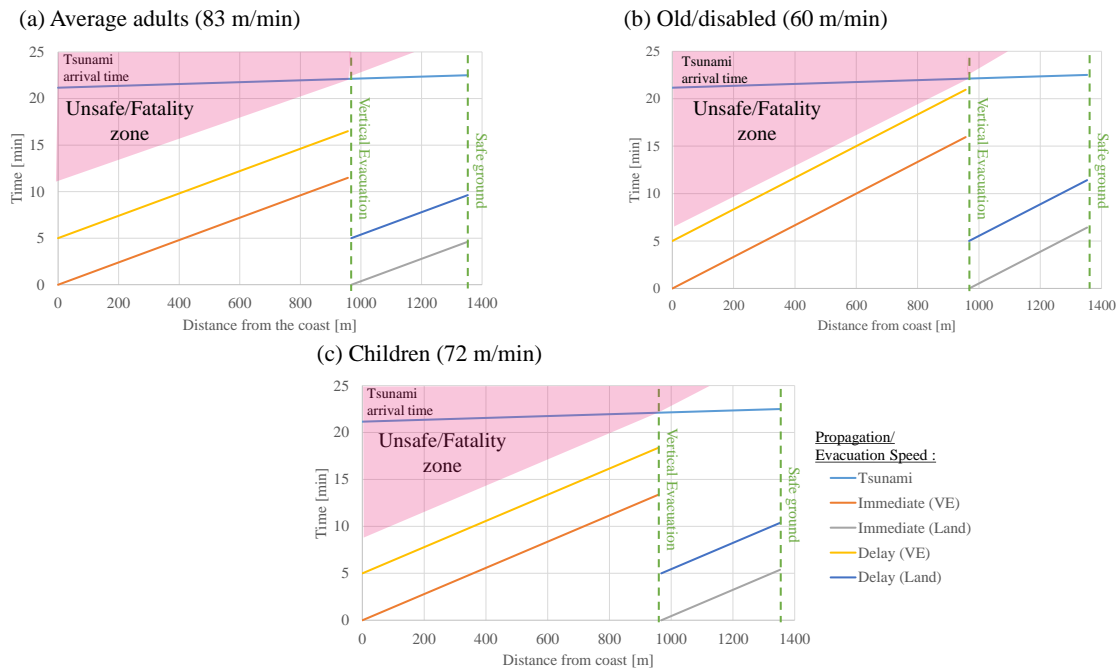 (a) Average adults (83 m/min)
25
20
15
10
5
0
Time [min]
Tsunami
arrival time
Unsafe/Fatality
zone
Vertical Evacuation
Safe ground
0 200 400 600 800 1000 1200 1400
Distance from the coast [m]
(b) Old/disabled (60 m/min)
25
20
15
10
5
0
Time [min]
Tsunami
arrival time
Unsafe/Fatality
zone
Vertical Evacuation
Safe ground
0 200 400 600 800 1000 1200 1400
Distance from coast [m]
(c) Children (72 m/min)
25
20
15
10
5
0
Time [min]
Tsunami
arrival time
Unsafe/Fatality
zone
Vertical Evacuation
Safe ground
0 200 400 600 800 1000 1200 1400
Distance from coast [m]
Propagation/
Evacuation Speed :
Tsunami
Immediate (VE)
Immediate (Land)
Delay (VE)
Delay (Land)